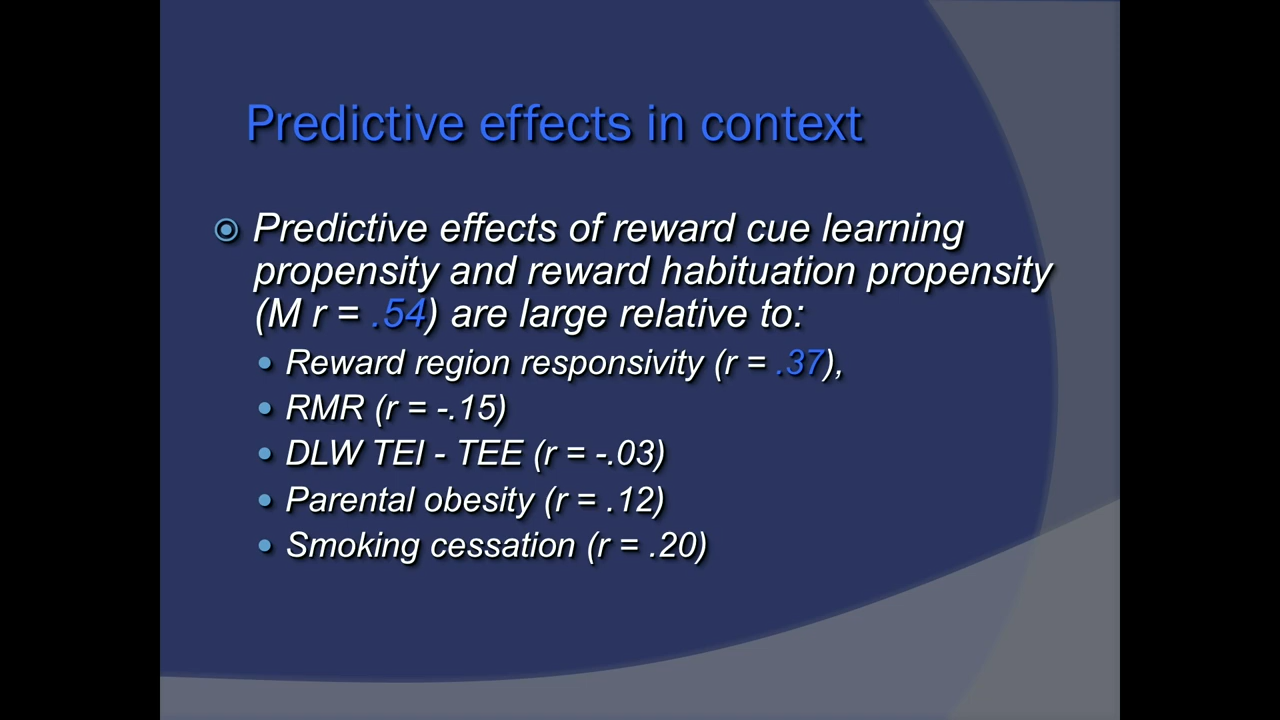 Predictive effects in context
Predictive effects of reward cue learning
propensity and reward habituation propensity
(M r = .54) are large relative to:
Reward region responsivity (r = .37),
RMR (r = -.15)
DLW TEI - TEE (r = -.03)
Parental obesity (r = .12)
Smoking cessation (r = .20)